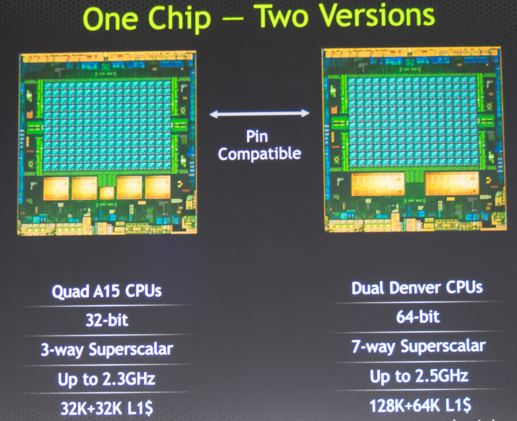 One Chip — Two Versions
Pin
Compatible
Quad A15 CPUs
32-bit
3-way Superscalar
Up to 2.3GHz
32K+32K L1$
Dual Denver CPUs
64-bit
7-way Superscalar
Up to 2.5GHz
128K+64K L1$